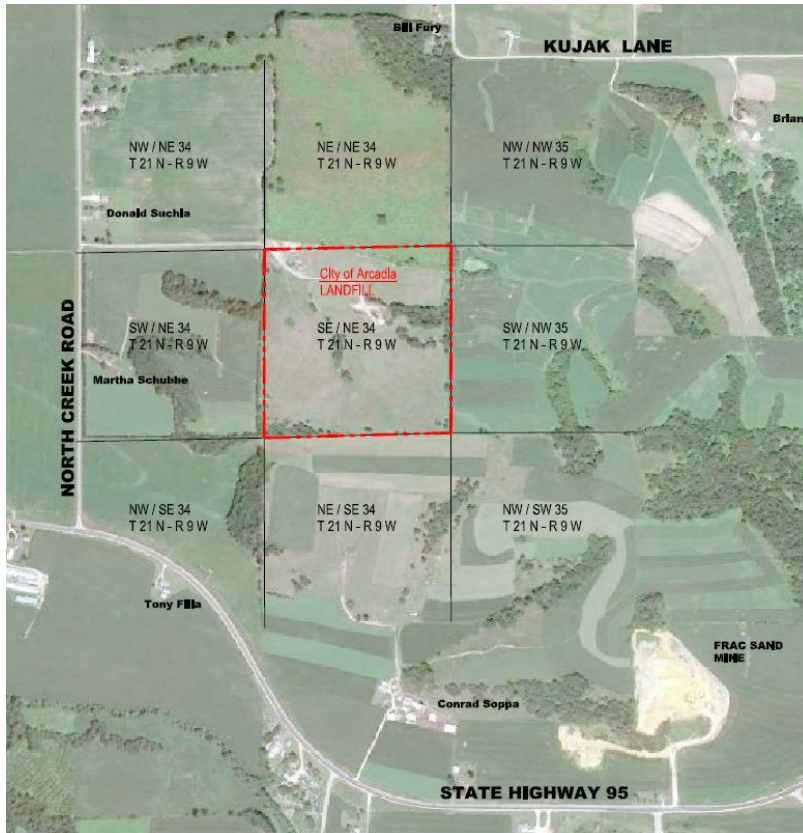 Bill Fury
KUJAK LANE
NW / NE 34
T 21 N - R 9 W
NE / NE 34
T 21 N - R 9 W
NW / NW 35
T 21 N - R 9 W
Brian
Donald Suchla
City of Arcadia
LANDFILL
SW / NE 34
T 21 N - R 9 W
SE / NE 34
T 21 N - R 9 W
SW / NW 35
T 21 N - R 9 W
Martha Schubbe
NORTH CREEK ROAD
NW / SE 34
T 21 N - R 9 W
NE / SE 34
T 21 N - R 9 W
NW / SW 35
T 21 N - R 9 W
Tony Filla
FRAC SAND
MINE
Conrad Soppa
STATE HIGHWAY 95